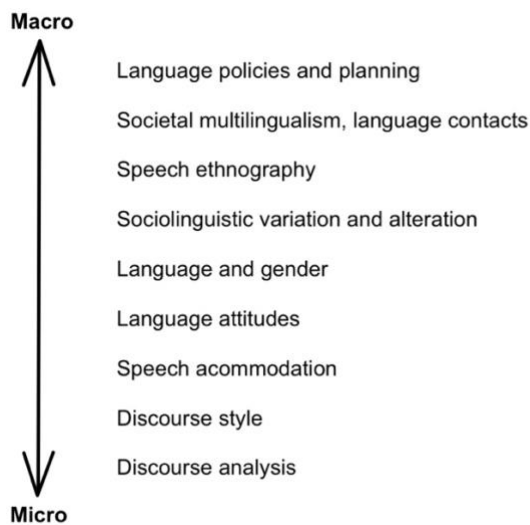 Macro
Language policies and planning
Societal multilingualism, language contacts
Speech ethnography
Sociolinguistic variation and alteration
Language and gender
Language attitudes
Speech acommodation
Discourse style
Discourse analysis
Micro